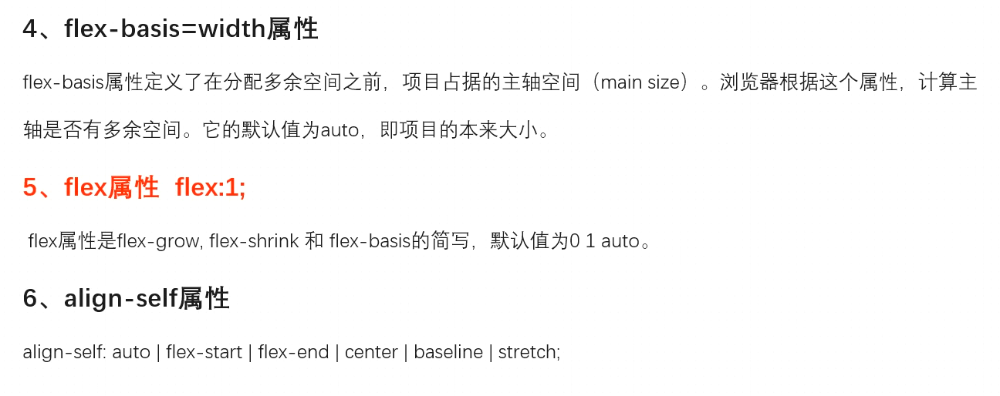 4、flex-basis=width属性
flex-basis属性定义了在分配多余空间之前，项目占据的主轴空间（main size）。浏览器根据这个属性，计算主
轴是否有多余空间。它的默认值为auto，即项目的本来大小。
5、flex属性  flex:1;
flex属性是flex-grow, flex-shrink 和 flex-basis的简写，默认值为0 1 auto。
6、align-self属性
align-self: auto | flex-start | flex-end | center | baseline | stretch;